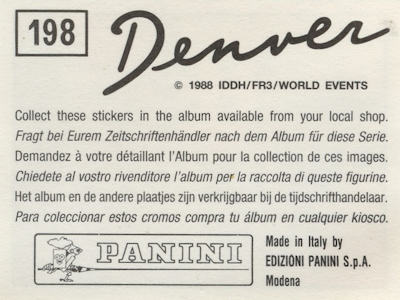 198
Denver
© 1988 IDDH/FR3/WORLD EVENTS
Collect these stickers in the album available from your local shop.
Fragt bei Eurem Zeitschriftenhändler nach dem Album für diese Serie.
Demandez à votre détaillant l'Album pour la collection de ces images.
Chiedete al vostro rivenditore l'album per la raccolta di queste figurine.
Het album en de andere plaatjes zijn verkrijgbaar bij de tijdschrifthandelaar.
Para coleccionar estos cromos compra tu álbum en cualquier kiosco.
PANINI
Made in Italy by
EDIZIONI PANINI S.p.A.
Modena